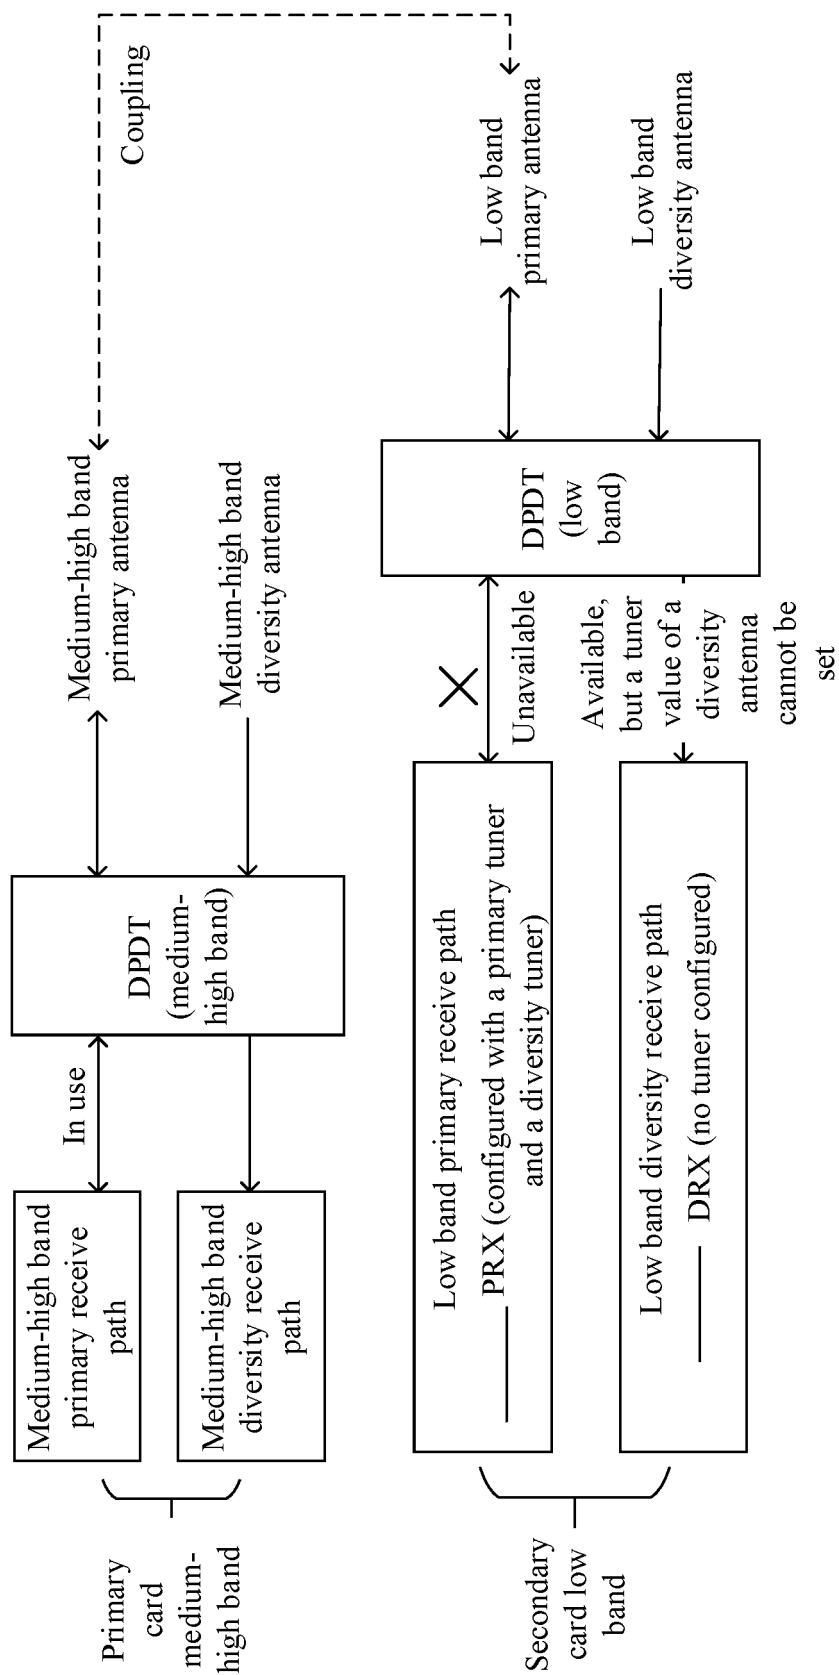 Primary
card
medium-
high band
Medium-high band
primary receive
path
Medium-high band
diversity receive
path
In use
DPDT
(medium-
high band)
Medium-high band
primary antenna
Medium-high band
diversity antenna
Coupling
Secondary
card low
band
Low band primary receive path
PRX (configured with a primary tuner
and a diversity tuner)
Low band diversity receive path
DRX (no tuner configured)
Unavailable
Available,
but a tuner
value of a
diversity
antenna
cannot be
set
DPDT
(low
band)
Low band
primary antenna
Low band
diversity antenna